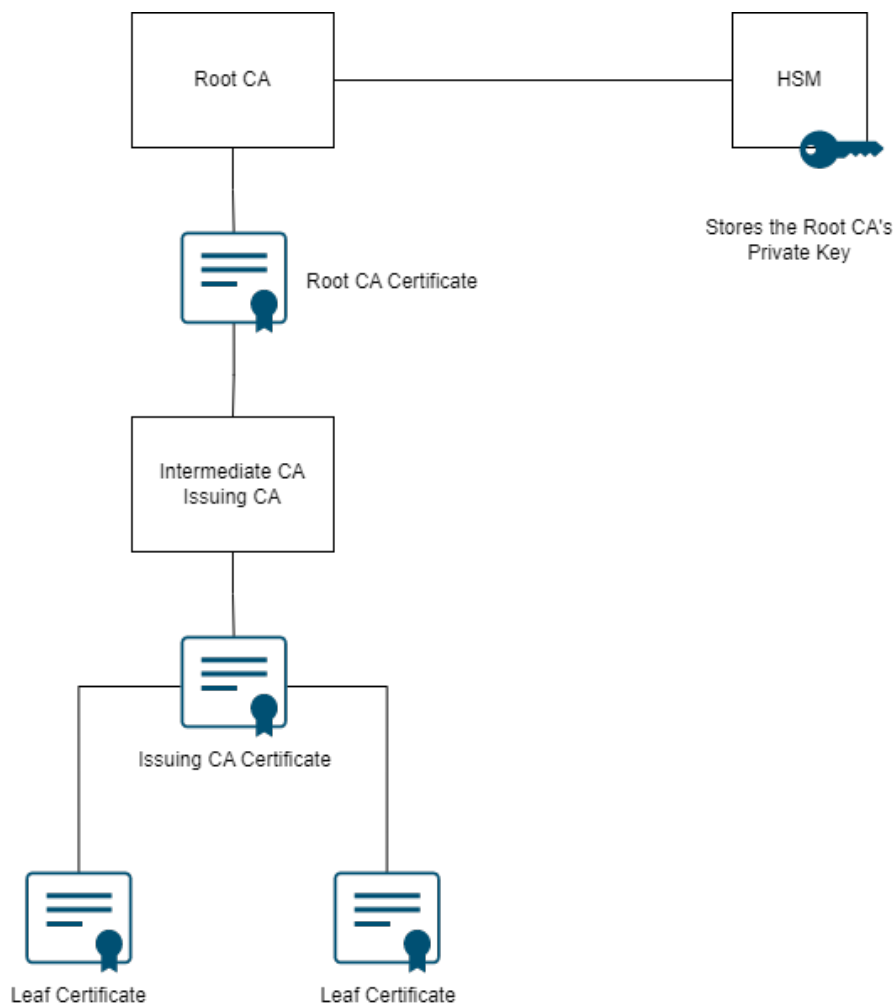 Root CA
HSM
Stores the Root CA's
Private Key
Root CA Certificate
Intermediate CA
Issuing CA
Issuing CA Certificate
Leaf Certificate
Leaf Certificate